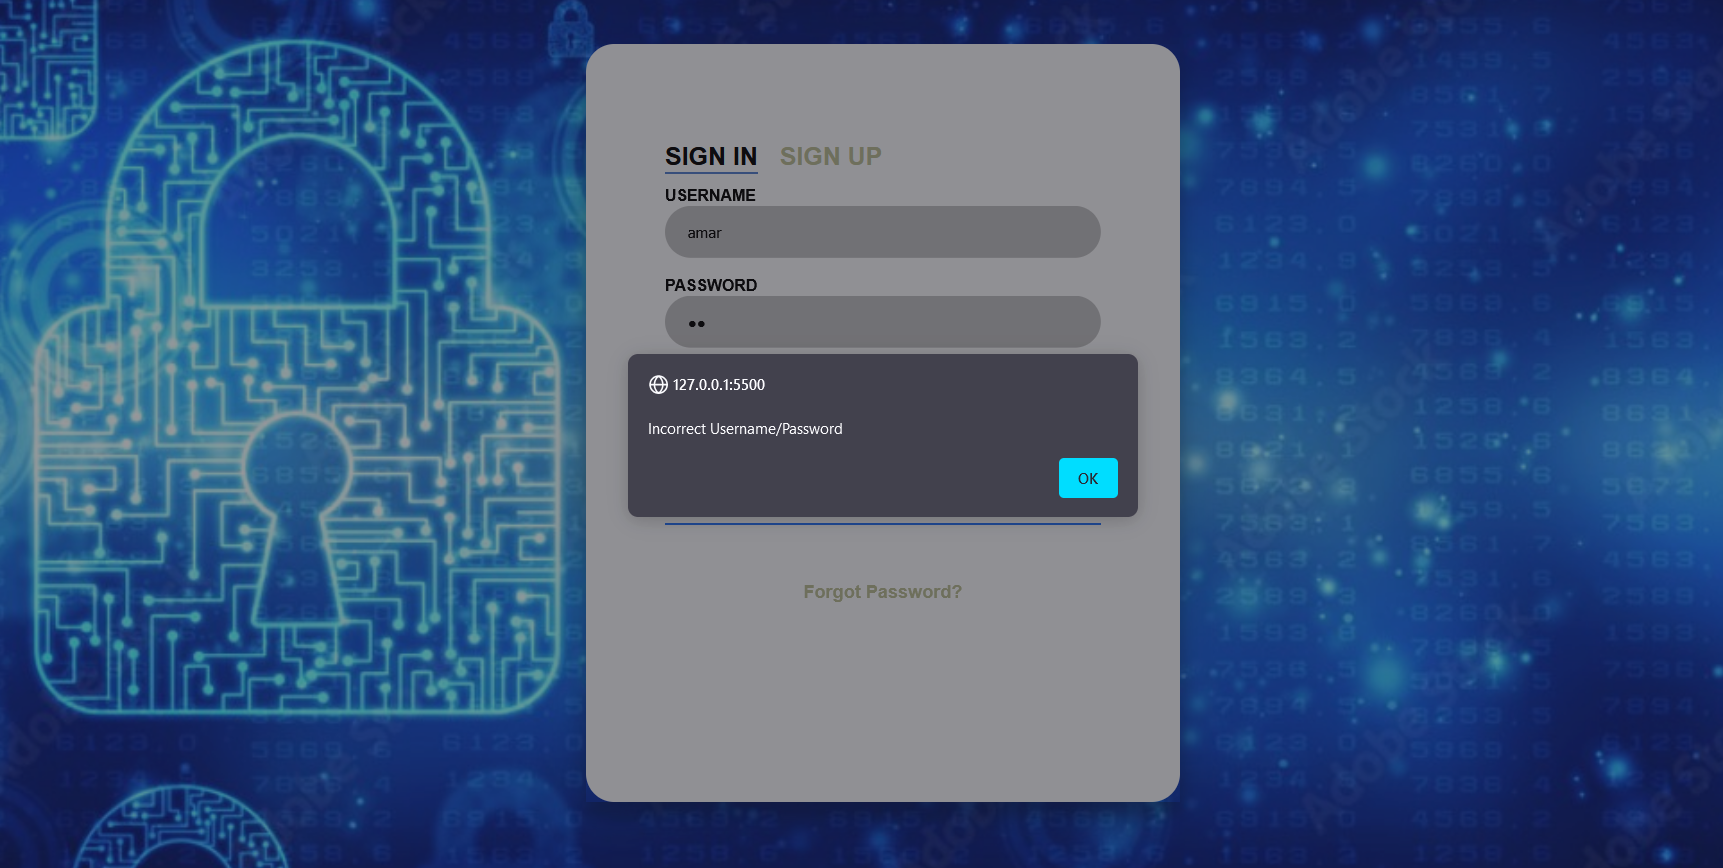 SIGN IN SIGN UP
USERNAME
amar
PASSWORD
••
127.0.0.1:5500
Incorrect Username/Password
OK
Forgot Password?